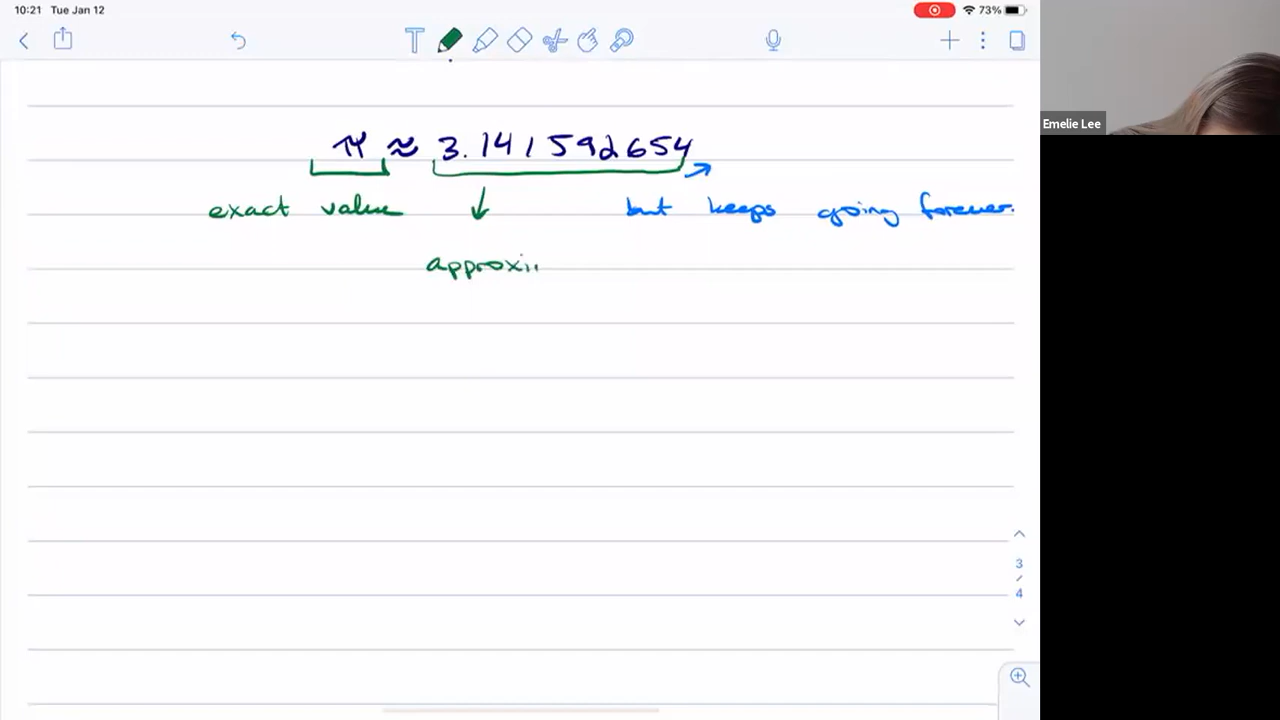 10:21 Tue Jan 12
73%
T
π ≈ 3.141592654
exact value
but keeps going forever.
approxi
Emelie Lee
3
4